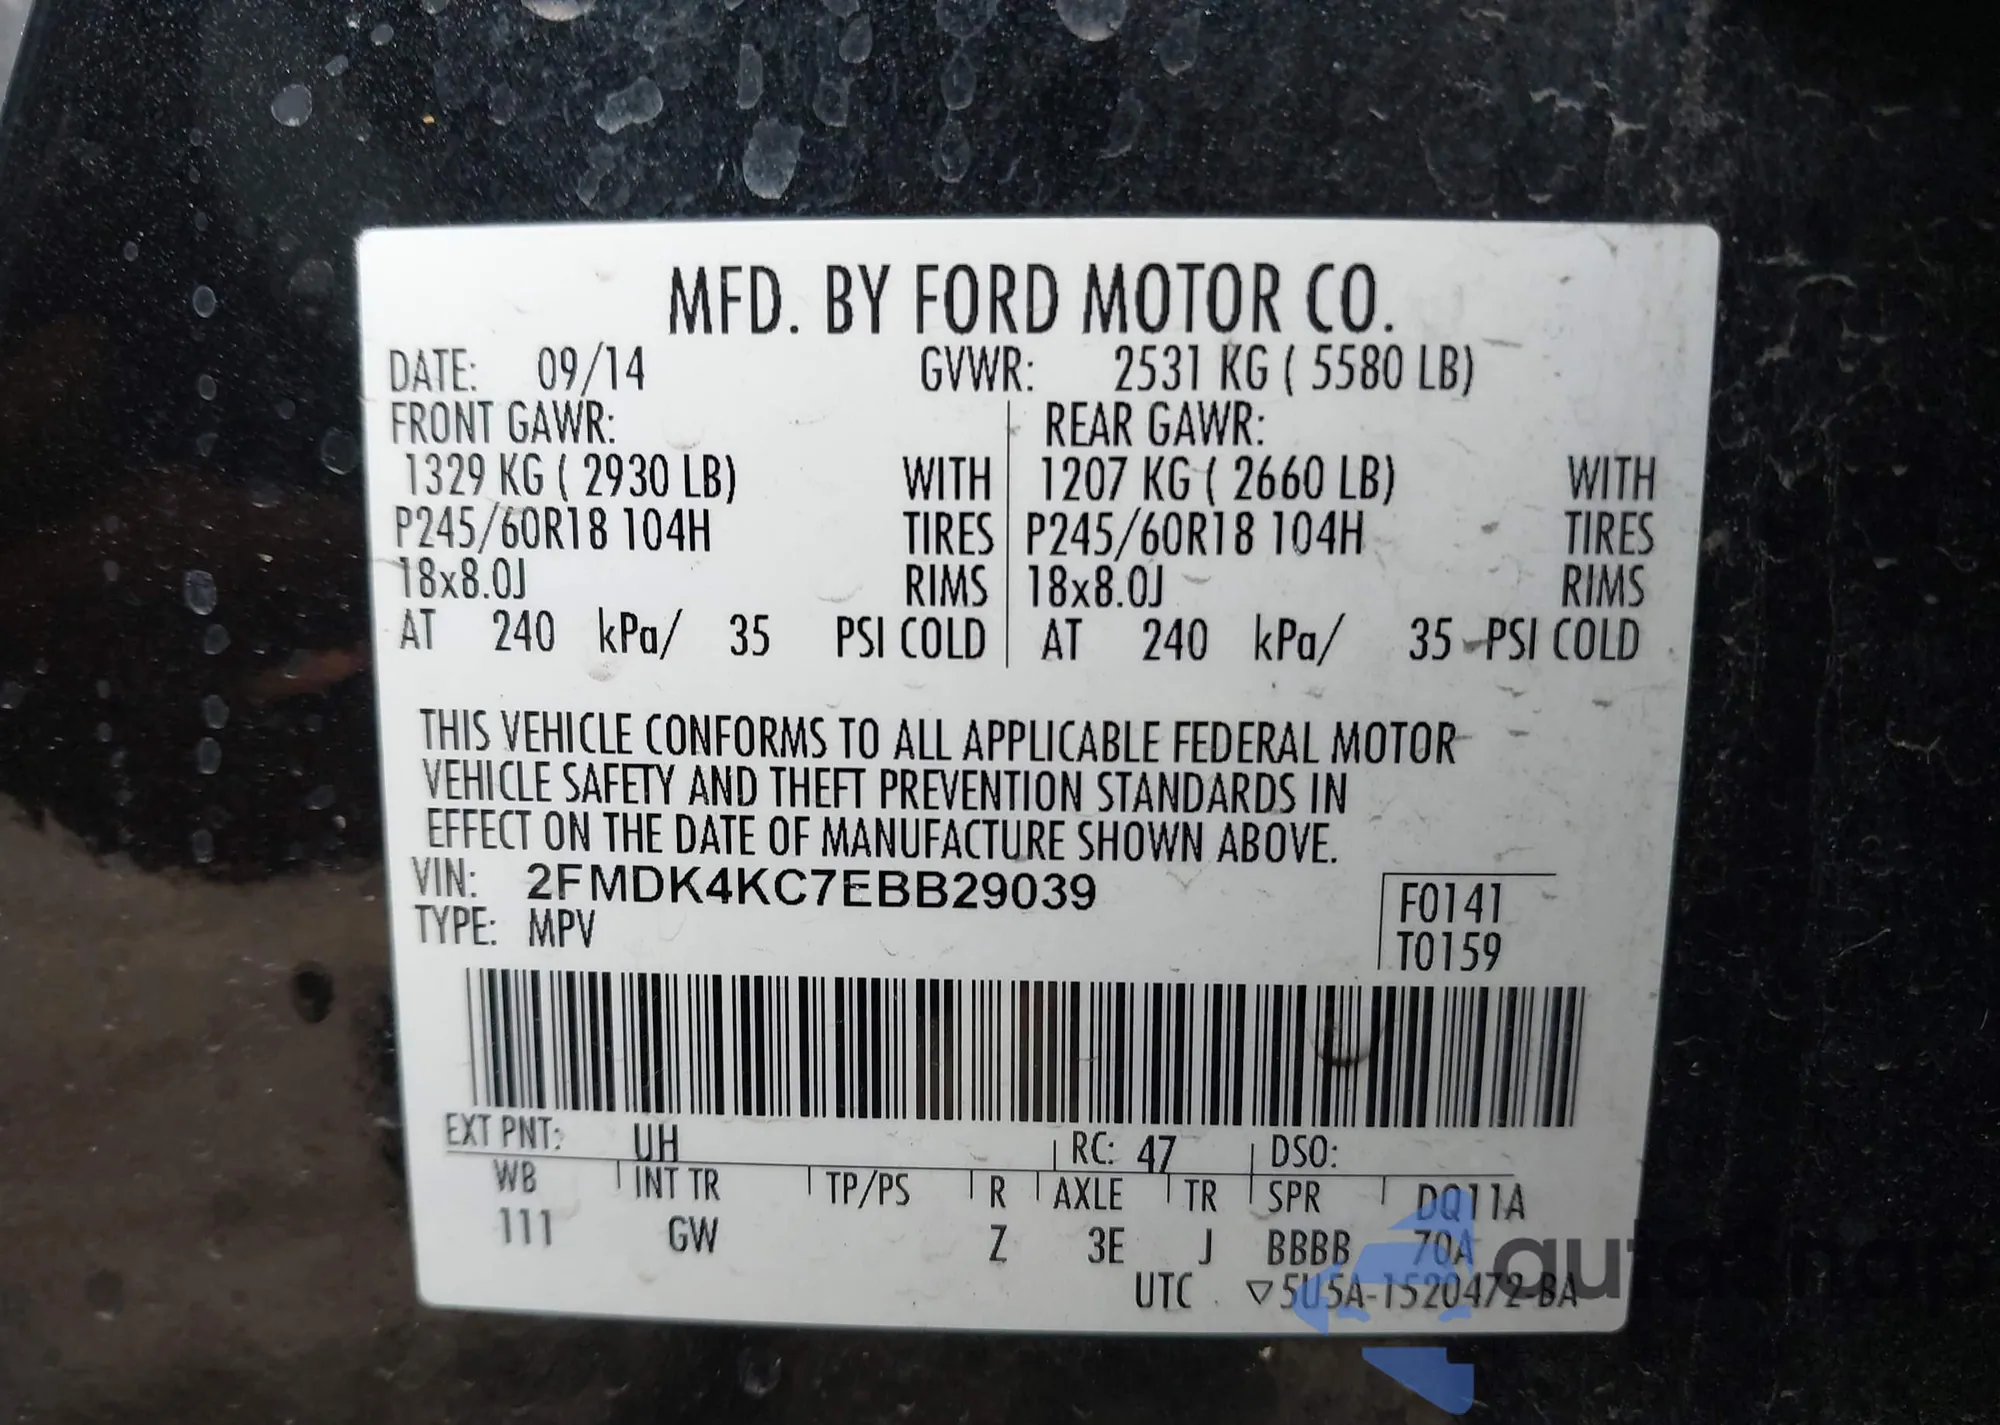 MFD. BY FORD MOTOR CO.
DATE: 09/14 GVWR: 2531 KG ( 5580 LB)
FRONT GAWR: REAR GAWR:
1329 KG ( 2930 LB) WITH 1207 KG ( 2660 LB) WITH
P245/60R18 104H TIRES P245/60R18 104H TIRES
18x8.0J RIMS 18x8.0J RIMS
AT 240 kPa/ 35 PSI COLD AT 240 kPa/ 35 PSI COLD
THIS VEHICLE CONFORMS TO ALL APPLICABLE FEDERAL MOTOR
VEHICLE SAFETY AND THEFT PREVENTION STANDARDS IN
EFFECT ON THE DATE OF MANUFACTURE SHOWN ABOVE.
VIN: 2FMDK4KC7EBB29039 F0141
TYPE: MPV T0159
EXT PNT: UH RC: 47 DSO:
WB INT TR TP/PS R AXLE TR SPR DQ11A
111 GW Z 3E J BBBB 70A
UTC ▽5U5A-1520472-BA